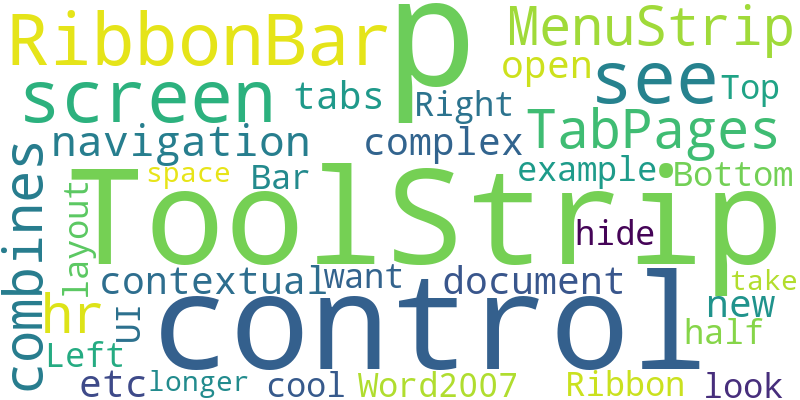 RibbonBar
p
MenuStrip
open
see
Top
screen
tabs
Right
TabPages
navigation
complex
combines
space
Bar
example
Bottom
layout
ToolStrip
hide
contextual
want
document
take
hr
UI
control
new
half
Left
etc
longer
cool
Word2007
Ribbon
look